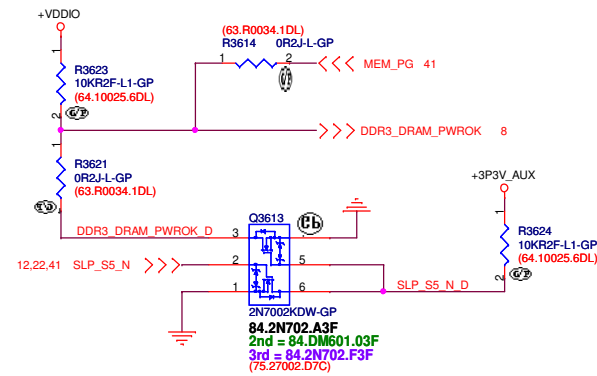 +VDDIO
(63.R0034.1DL)
R3614 0R2J-L-GP
1 2
MEM_PG 41
1
R3623
10KR2F-L1-GP
(64.10025.6DL)
2
G/P
G/P
DDR3_DRAM_PWROK 8
1
R3621
0R2J-L-GP
(63.R0034.1DL)
2
+3P3V_AUX
1
R3624
10KR2F-L1-GP
(64.10025.6DL)
2
G/P
Q3613
DDR3_DRAM_PWROK_D 3
12,22,41 SLP_S5_N 2 5
1 6 SLP_S5_N_D
2N7002KDW-GP
84.2N702.A3F
2nd = 84.DM601.03F
3rd = 84.2N702.F3F
(75.27002.D7C)